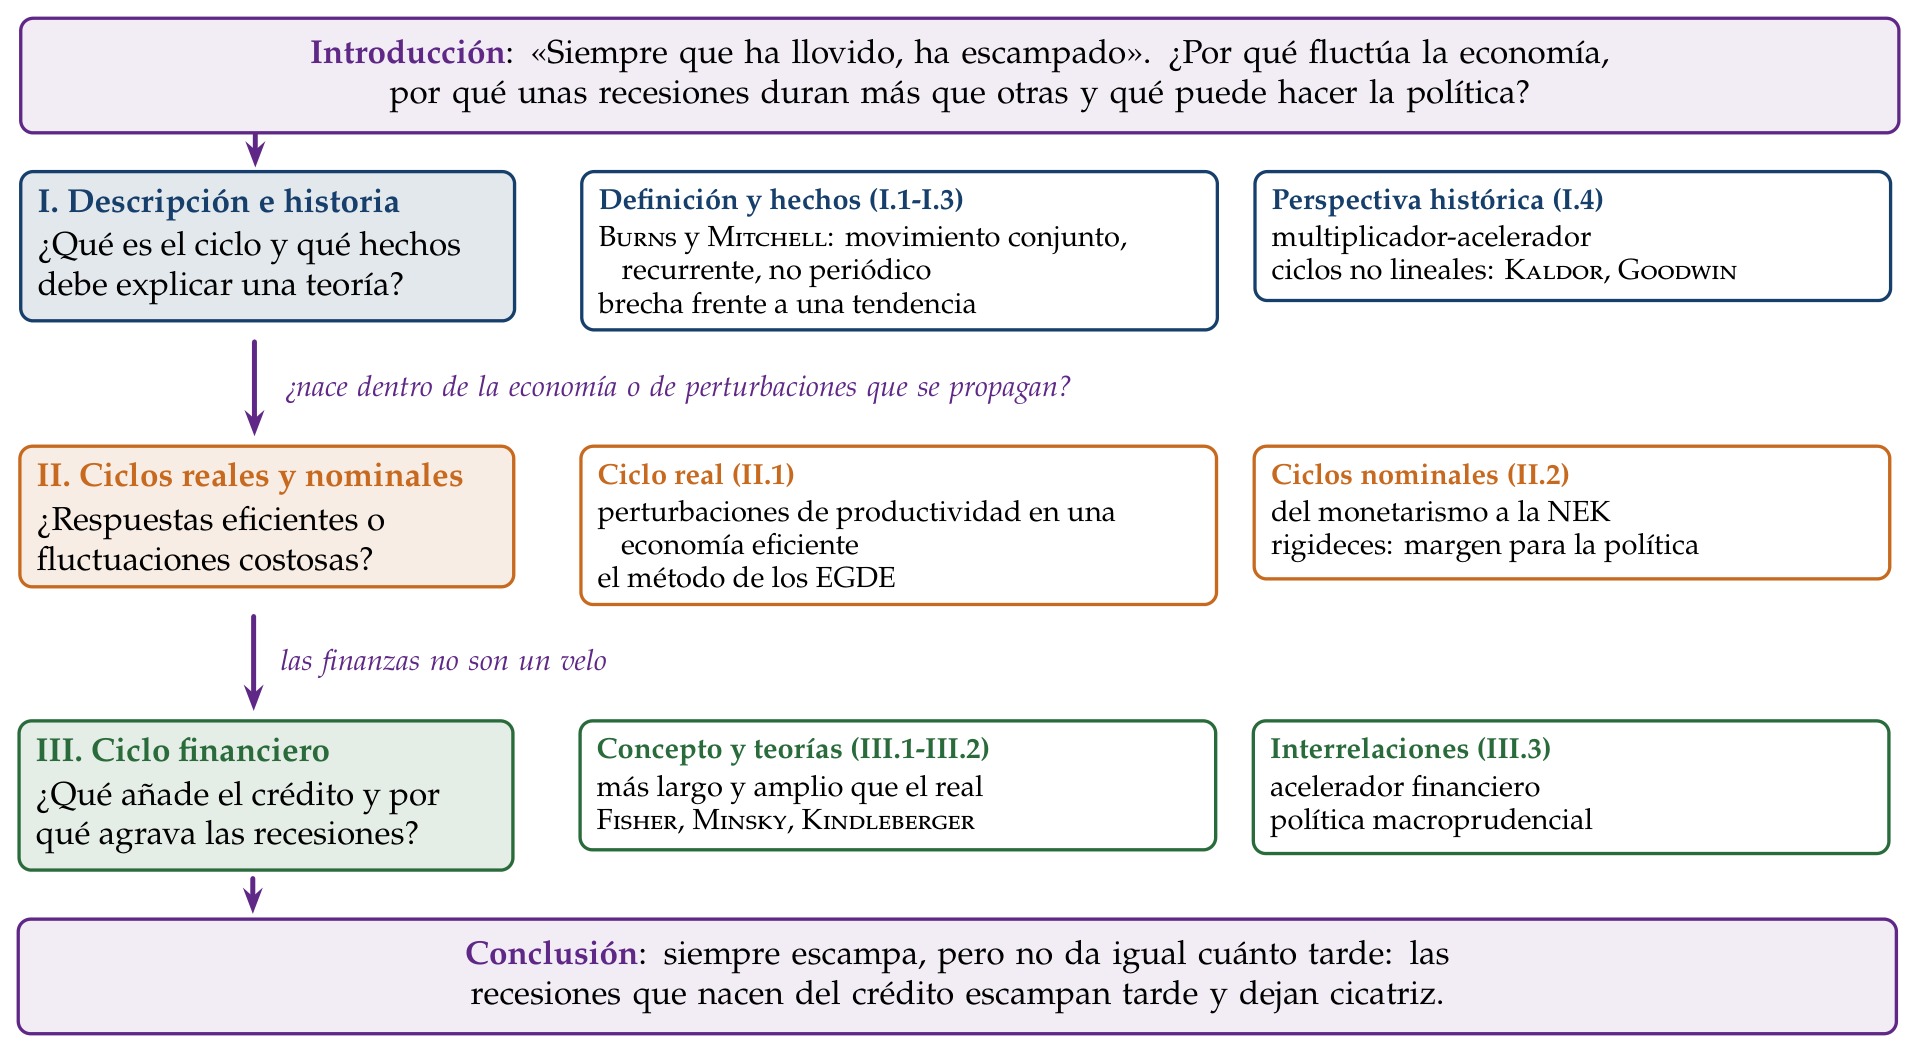 Introducción: «Siempre que ha llovido, ha escampado». ¿Por qué fluctúa la economía,
por qué unas recesiones duran más que otras y qué puede hacer la política?
I. Descripción e historia
¿Qué es el ciclo y qué hechos
debe explicar una teoría?
Definición y hechos (I.1-I.3)
Burns y Mitchell: movimiento conjunto,
recurrente, no periódico
brecha frente a una tendencia
Perspectiva histórica (I.4)
multiplicador-acelerador
ciclos no lineales: Kaldor, Goodwin
¿nace dentro de la economía o de perturbaciones que se propagan?
II. Ciclos reales y nominales
¿Respuestas eficientes o
fluctuaciones costosas?
Ciclo real (II.1)
perturbaciones de productividad en una
economía eficiente
el método de los EGDE
Ciclos nominales (II.2)
del monetarismo a la NEK
rigideces: margen para la política
las finanzas no son un velo
III. Ciclo financiero
¿Qué añade el crédito y por
qué agrava las recesiones?
Concepto y teorías (III.1-III.2)
más largo y amplio que el real
Fisher, Minsky, Kindleberger
Interrelaciones (III.3)
acelerador financiero
política macroprudencial
Conclusión: siempre escampa, pero no da igual cuánto tarde: las
recesiones que nacen del crédito escampan tarde y dejan cicatriz.